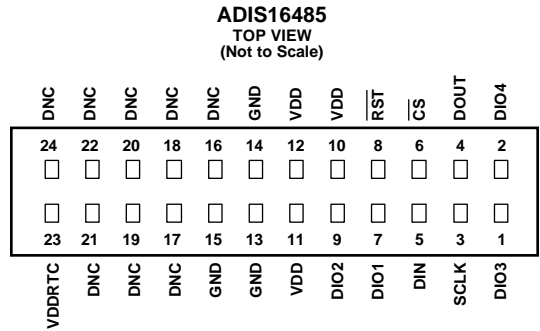 ADIS16485
TOP VIEW
(Not to Scale)
DNC DNC DNC DNC DNC GND VDD VDD RST CS DOUT DIO4
24 22 20 18 16 14 12 10 8 6 4 2
23 21 19 17 15 13 11 9 7 5 3 1
VDDRTC DNC DNC DNC GND GND VDD DIO2 DIO1 DIN SCLK DIO3